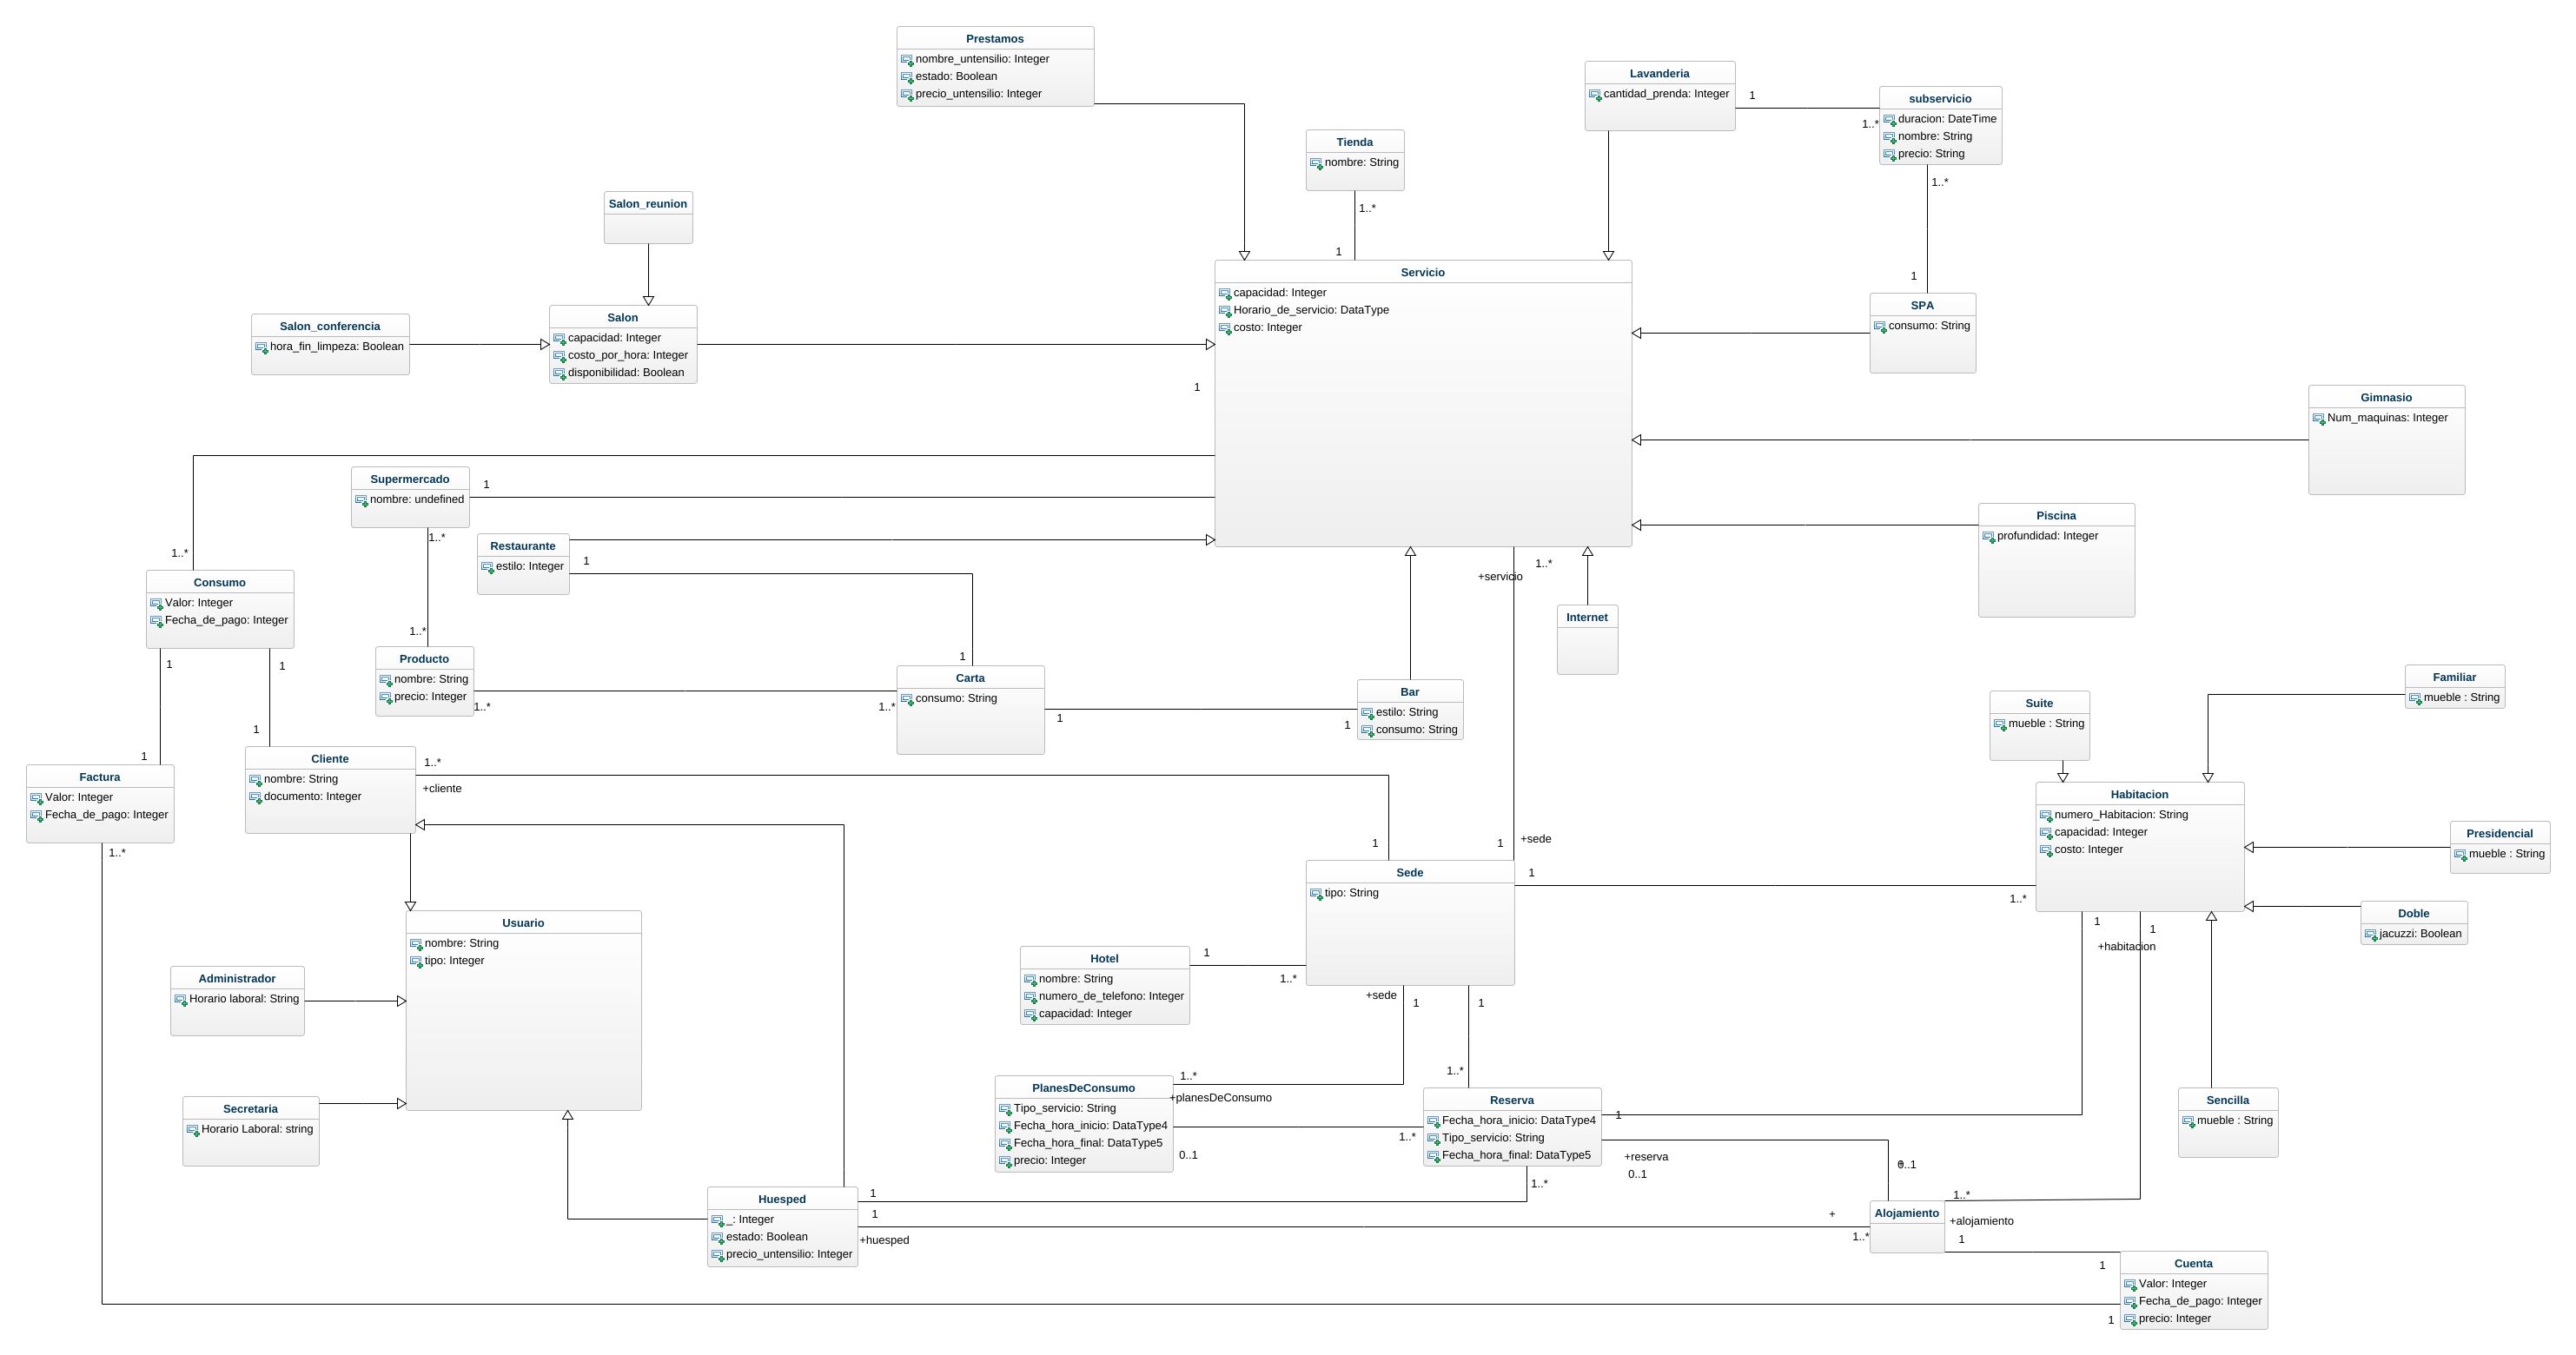 Prestamos
nombre_untensilio: Integer
estado: Boolean
precio_untensilio: Integer
Lavanderia
cantidad_prenda: Integer
1
1..*
subservicio
duracion: DateTime
nombre: String
precio: String
1..*
1
Tienda
nombre: String
1..*
1
Salon_reunion
Salon_conferencia
hora_fin_limpeza: Boolean
Salon
capacidad: Integer
costo_por_hora: Integer
disponibilidad: Boolean
Servicio
capacidad: Integer
Horario_de_servicio: DataType
costo: Integer
1
SPA
consumo: String
Gimnasio
Num_maquinas: Integer
Supermercado
nombre: undefined
1
1..*
1..*
Restaurante
estilo: Integer
1
1..*
Piscina
profundidad: Integer
+servicio
1..*
Internet
Consumo
Valor: Integer
Fecha_de_pago: Integer
1
1
Producto
nombre: String
precio: Integer
1..*
1..*
1
Carta
consumo: String
1
1
Bar
estilo: String
consumo: String
Suite
mueble : String
Familiar
mueble : String
1
1
Factura
Valor: Integer
Fecha_de_pago: Integer
1..*
Cliente
nombre: String
documento: Integer
1..*
+cliente
1
1
+sede
Habitacion
numero_Habitacion: String
capacidad: Integer
costo: Integer
Presidencial
mueble : String
Doble
jacuzzi: Boolean
Sede
tipo: String
1
1..*
1
1
+habitacion
Usuario
nombre: String
tipo: Integer
Administrador
Horario laboral: String
Hotel
nombre: String
numero_de_telefono: Integer
capacidad: Integer
1
1..*
+sede
1
1
Secretaria
Horario Laboral: string
PlanesDeConsumo
Tipo_servicio: String
Fecha_hora_inicio: DataType4
Fecha_hora_final: DataType5
precio: Integer
1..*
+planesDeConsumo
0..1
1..*
1..*
Reserva
Fecha_hora_inicio: DataType4
Tipo_servicio: String
Fecha_hora_final: DataType5
1
1..*
+reserva
0..1
0..1
Sencilla
mueble : String
Huesped
_: Integer
estado: Boolean
precio_untensilio: Integer
1
1
+huesped
+
1..*
Alojamiento
1..*
+alojamiento
1
1
Cuenta
Valor: Integer
Fecha_de_pago: Integer
precio: Integer
1